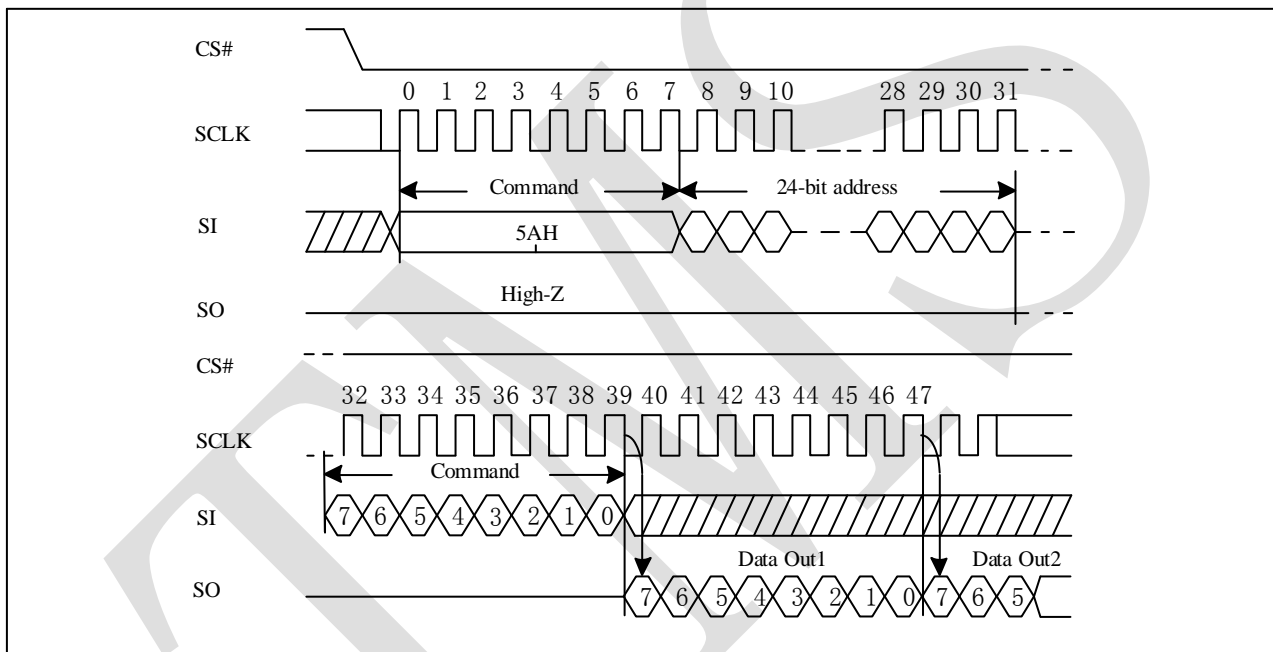 CS#
0 1 2 3 4 5 6 7 8 9 10 28 29 30 31
SCLK
Command 24-bit address
SI
5AH
High-Z
SO
CS#
32 33 34 35 36 37 38 39 40 41 42 43 44 45 46 47
SCLK
Command
SI
7 6 5 4 3 2 1 0
Data Out1 Data Out2
SO
7 6 5 4 3 2 1 0 7 6 5
TMS